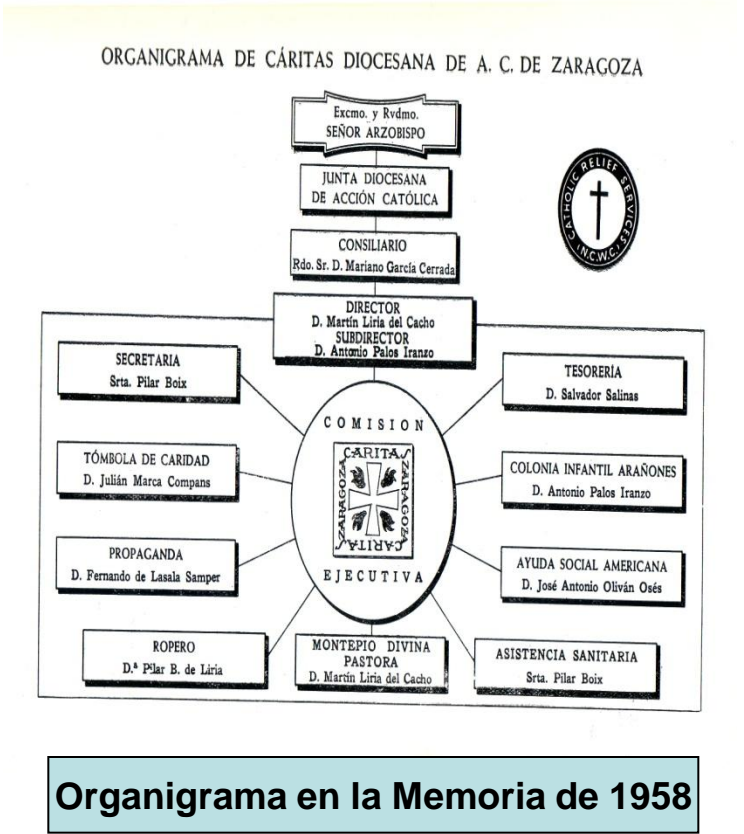 ORGANIGRAMA DE CÁRITAS DIOCESANA DE A. C. DE ZARAGOZA
Excmo. y Rvdmo.
SEÑOR ARZOBISPO
JUNTA DIOCESANA
DE ACCIÓN CATÓLICA
CATHOLIC RELIEF SERVICES
(N.C.W.C.)
CONSILIARIO
Rdo. Sr. D. Mariano García Cerrada
DIRECTOR
D. Martín Liria del Cacho
SUBDIRECTOR
D. Antonio Palos Iranzo
SECRETARIA
Srta. Pilar Boix
TESORERÍA
D. Salvador Salinas
COMISION
CARITAS
ZARAGOZA
ZARAGOZA
CARITAS
EJECUTIVA
TÓMBOLA DE CARIDAD
D. Julián Marca Compans
COLONIA INFANTIL ARAÑONES
D. Antonio Palos Iranzo
PROPAGANDA
D. Fernando de Lasala Samper
AYUDA SOCIAL AMERICANA
D. José Antonio Oliván Osés
ROPERO
D.ª Pilar B. de Liria
MONTEPIO DIVINA
PASTORA
D. Martín Liria del Cacho
ASISTENCIA SANITARIA
Srta. Pilar Boix
Organigrama en la Memoria de 1958